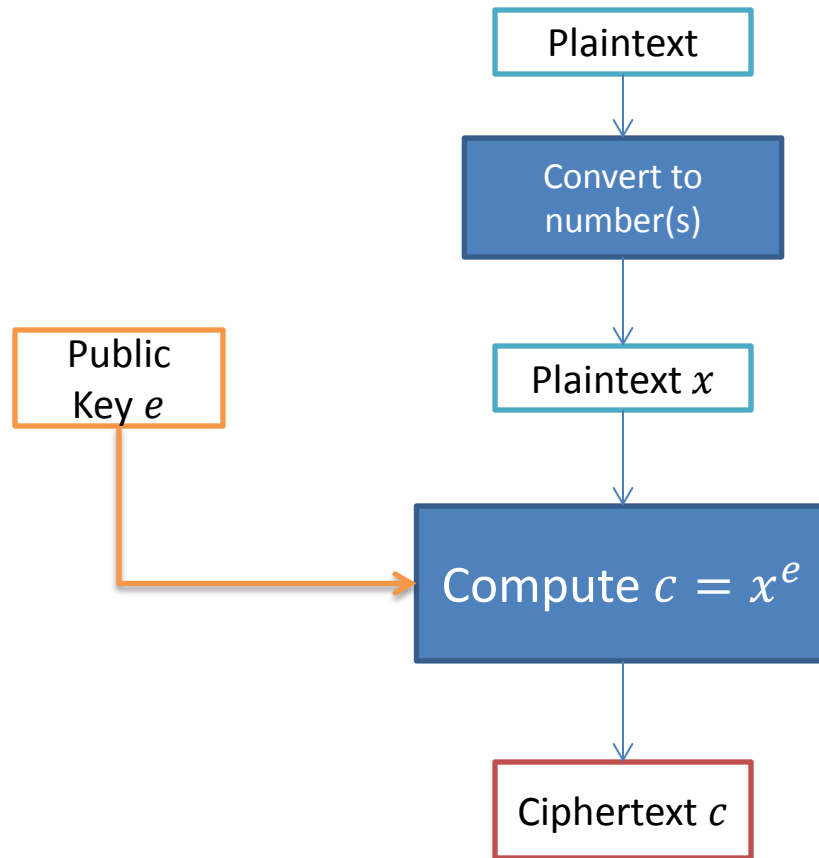 Plaintext
Convert to
number(s)
Public
Key e
Plaintext x
Compute c = x^e
Ciphertext c